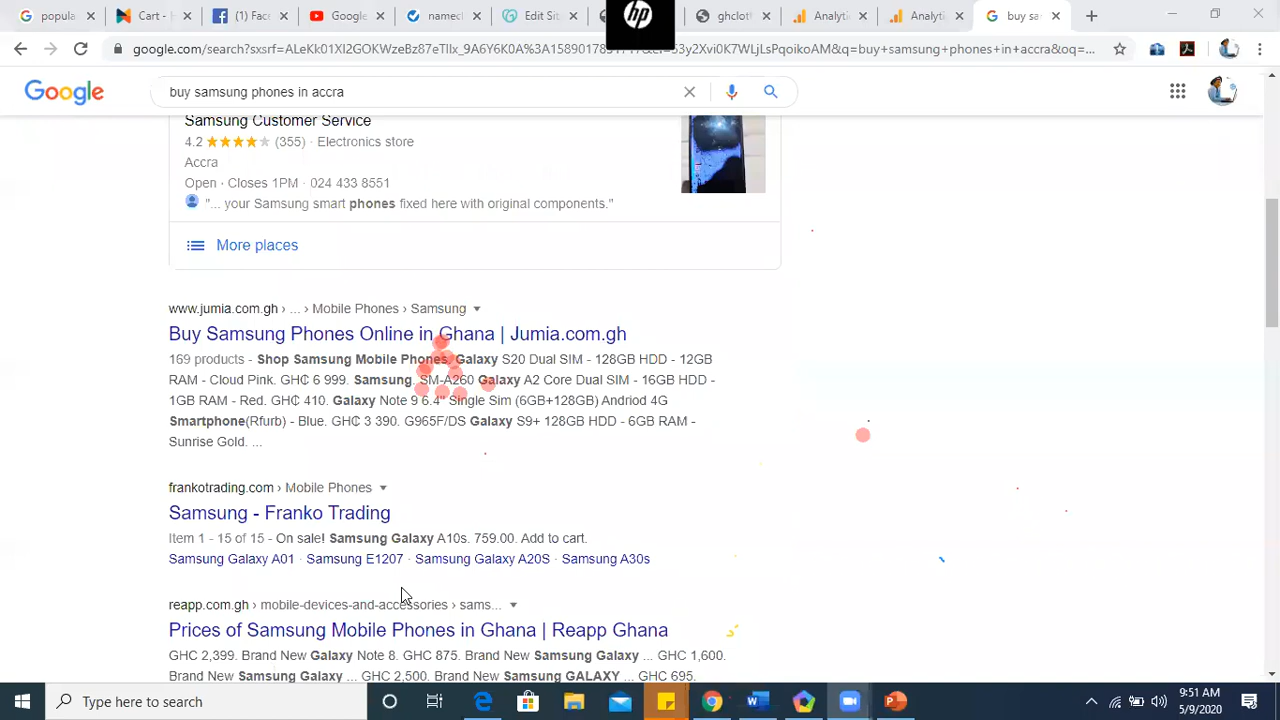 popula
Cart -
f (1) Face
Google
namecl
Edit Sit
ghcloth
Analyti
Analyti
buy sa
hp
Google
buy samsung phones in accra
Samsung Customer Service
4.2 (355) · Electronics store
Accra
Open · Closes 1PM · 024 433 8551
"... your Samsung smart phones fixed here with original components."
More places
www.jumia.com.gh › ... › Mobile Phones › Samsung
Buy Samsung Phones Online in Ghana | Jumia.com.gh
169 products - Shop Samsung Mobile Phones. Galaxy S20 Dual SIM - 128GB HDD - 12GB
RAM - Cloud Pink. GH₵ 6 999. Samsung. SM-A260 Galaxy A2 Core Dual SIM - 16GB HDD -
1GB RAM - Red. GH₵ 410. Galaxy Note 9 6.4" Single Sim (6GB+128GB) Andriod 4G
Smartphone(Rfurb) - Blue. GH₵ 3 390. G965F/DS Galaxy S9+ 128GB HDD - 6GB RAM -
Sunrise Gold. ...
frankotrading.com › Mobile Phones
Samsung - Franko Trading
Item 1 - 15 of 15 - On sale! Samsung Galaxy A10s. 759.00. Add to cart.
Samsung Galaxy A01 · Samsung E1207 · Samsung Galaxy A20S · Samsung A30s
reapp.com.gh › mobile-devices-and-accessories › sams...
Prices of Samsung Mobile Phones in Ghana | Reapp Ghana
GHC 2,399. Brand New Galaxy Note 8. GHC 875. Brand New Samsung Galaxy ... GHC 1,600.
Brand New Samsung Galaxy ... GHC 2,500. Brand New Samsung GALAXY ... GHC 695.
Type here to search
9:51 AM
5/9/2020